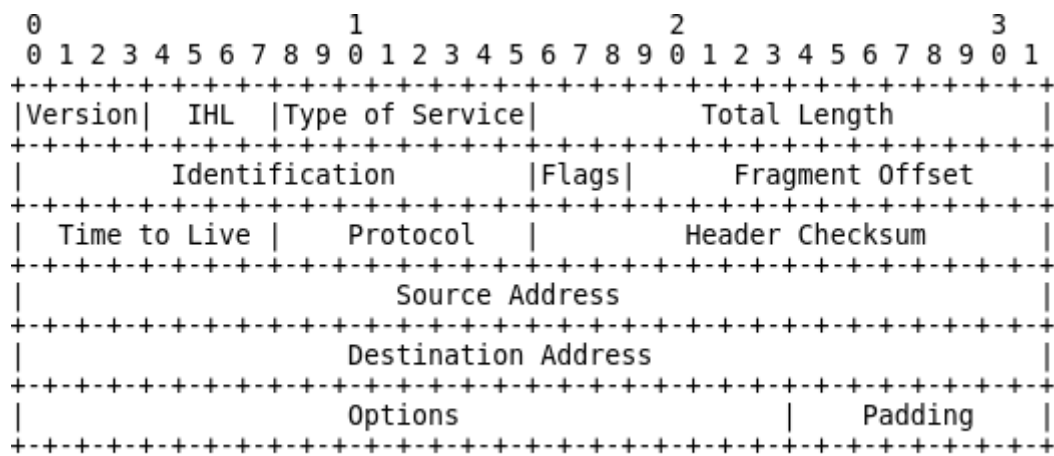 0                   1                   2                   3
 0 1 2 3 4 5 6 7 8 9 0 1 2 3 4 5 6 7 8 9 0 1 2 3 4 5 6 7 8 9 0 1
+-+-+-+-+-+-+-+-+-+-+-+-+-+-+-+-+-+-+-+-+-+-+-+-+-+-+-+-+-+-+-+-+
|Version|  IHL  |Type of Service|          Total Length         |
+-+-+-+-+-+-+-+-+-+-+-+-+-+-+-+-+-+-+-+-+-+-+-+-+-+-+-+-+-+-+-+-+
|         Identification        |Flags|      Fragment Offset    |
+-+-+-+-+-+-+-+-+-+-+-+-+-+-+-+-+-+-+-+-+-+-+-+-+-+-+-+-+-+-+-+-+
|  Time to Live |    Protocol   |         Header Checksum       |
+-+-+-+-+-+-+-+-+-+-+-+-+-+-+-+-+-+-+-+-+-+-+-+-+-+-+-+-+-+-+-+-+
|                       Source Address                          |
+-+-+-+-+-+-+-+-+-+-+-+-+-+-+-+-+-+-+-+-+-+-+-+-+-+-+-+-+-+-+-+-+
|                    Destination Address                        |
+-+-+-+-+-+-+-+-+-+-+-+-+-+-+-+-+-+-+-+-+-+-+-+-+-+-+-+-+-+-+-+-+
|                    Options                    |    Padding    |
+-+-+-+-+-+-+-+-+-+-+-+-+-+-+-+-+-+-+-+-+-+-+-+-+-+-+-+-+-+-+-+-+